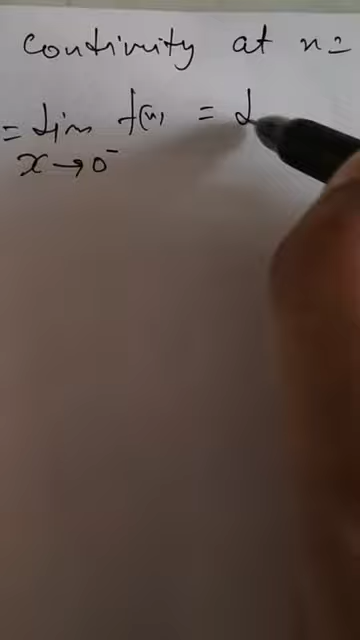 Continuity at x =
= Lim f(x) = L
x → 0⁻